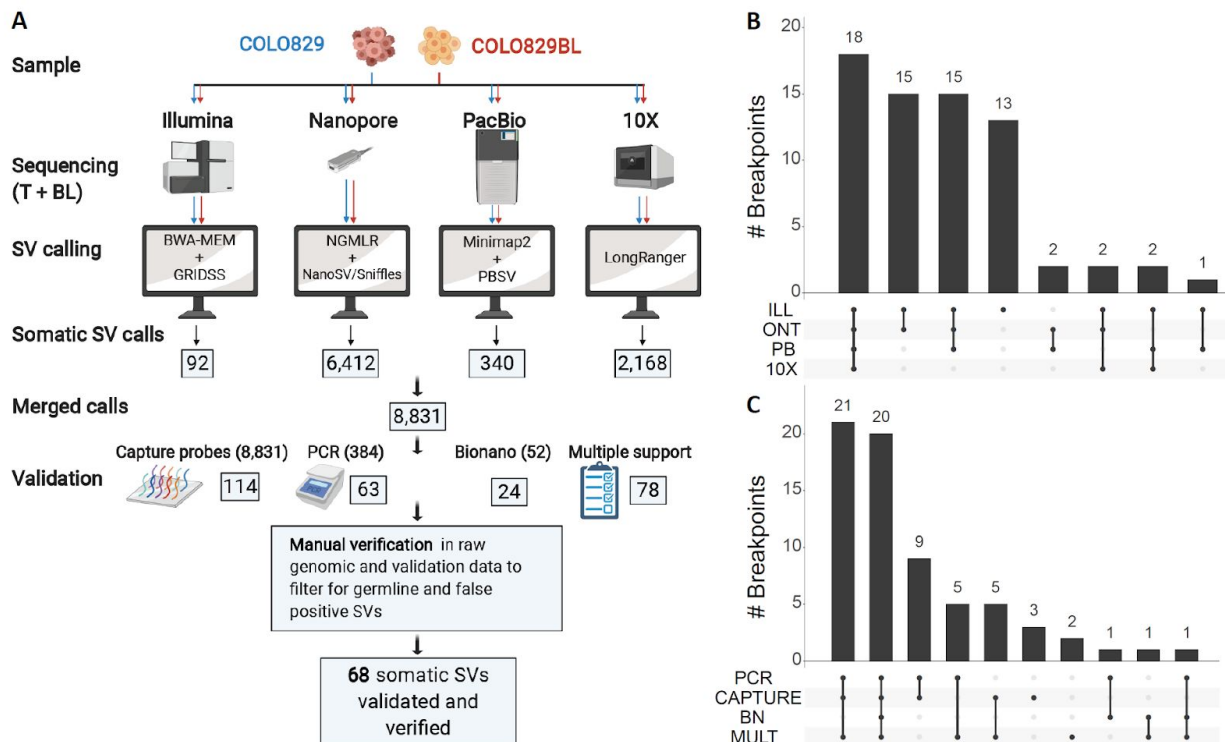 A
COLO829
COLO829BL
Sample
Illumina
Nanopore
PacBio
10X
Sequencing
(T + BL)
SV calling
BWA-MEM
+
GRIDSS
NGMLR
+
NanoSV/Sniffles
Minimap2
+
PBSV
LongRanger
Somatic SV calls
92
6,412
340
2,168
Merged calls
8,831
Validation
Capture probes (8,831)
114
PCR (384)
63
Bionano (52)
24
Multiple support
78
Manual verification in raw
genomic and validation data to
filter for germline and false
positive SVs
68 somatic SVs
validated and
verified
B
# Breakpoints
20
15
10
5
0
18
15
15
13
2
2
2
1
ILL
ONT
PB
10X
C
# Breakpoints
20
15
10
5
0
21
20
9
5
5
3
2
1
1
1
PCR
CAPTURE
BN
MULT